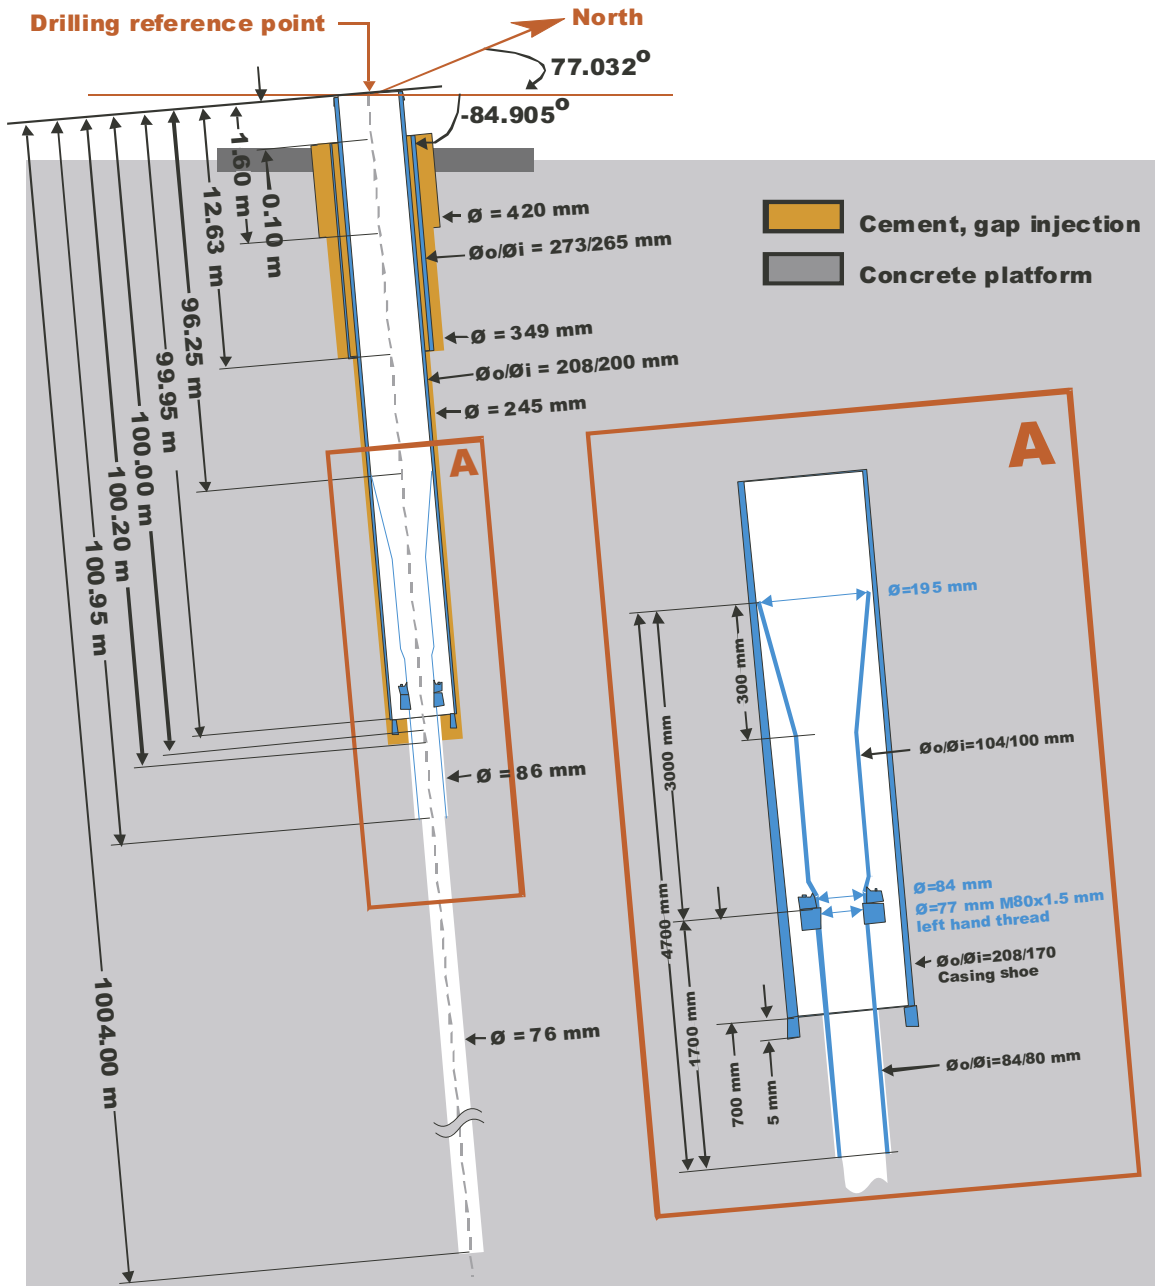 Drilling reference point
North
77.032º
-84.905º
1.60 m
0.10 m
12.63 m
96.25 m
99.95 m
100.00 m
100.20 m
100.95 m
1004.00 m
Ø = 420 mm
Øo/Øi = 273/265 mm
Ø = 349 mm
Øo/Øi = 208/200 mm
Ø = 245 mm
A
Ø = 86 mm
Ø = 76 mm
Cement, gap injection
Concrete platform
A
Ø=195 mm
300 mm
3000 mm
Øo/Øi=104/100 mm
4700 mm
Ø=84 mm
Ø=77 mm M80x1.5 mm
left hand thread
Øo/Øi=208/170
Casing shoe
1700 mm
700 mm
5 mm
Øo/Øi=84/80 mm